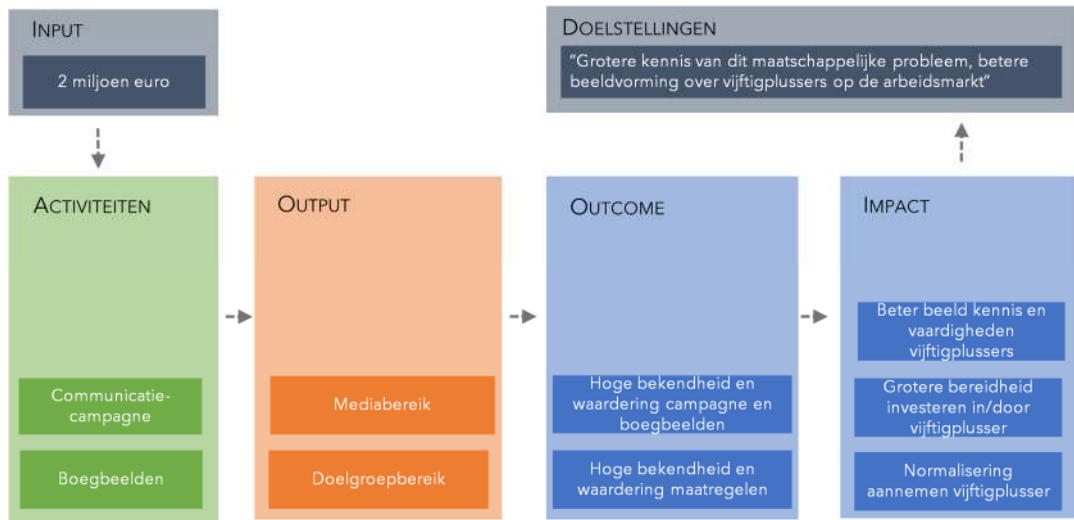 INPUT
2 miljoen euro
DOELSTELLINGEN
“Grotere kennis van dit maatschappelijke probleem, betere
beeldvorming over vijftigplussers op de arbeidsmarkt”
ACTIVITEITEN
Communicatie-
campagne
Boegbeelden
OUTPUT
Mediabereik
Doelgroepbereik
OUTCOME
Hoge bekendheid en
waardering campagne en
boegbeelden
Hoge bekendheid en
waardering maatregelen
IMPACT
Beter beeld kennis en
vaardigheden
vijftigplussers
Grotere bereidheid
investeren in/door
vijftigplusser
Normalisering
aannemen vijftigplusser